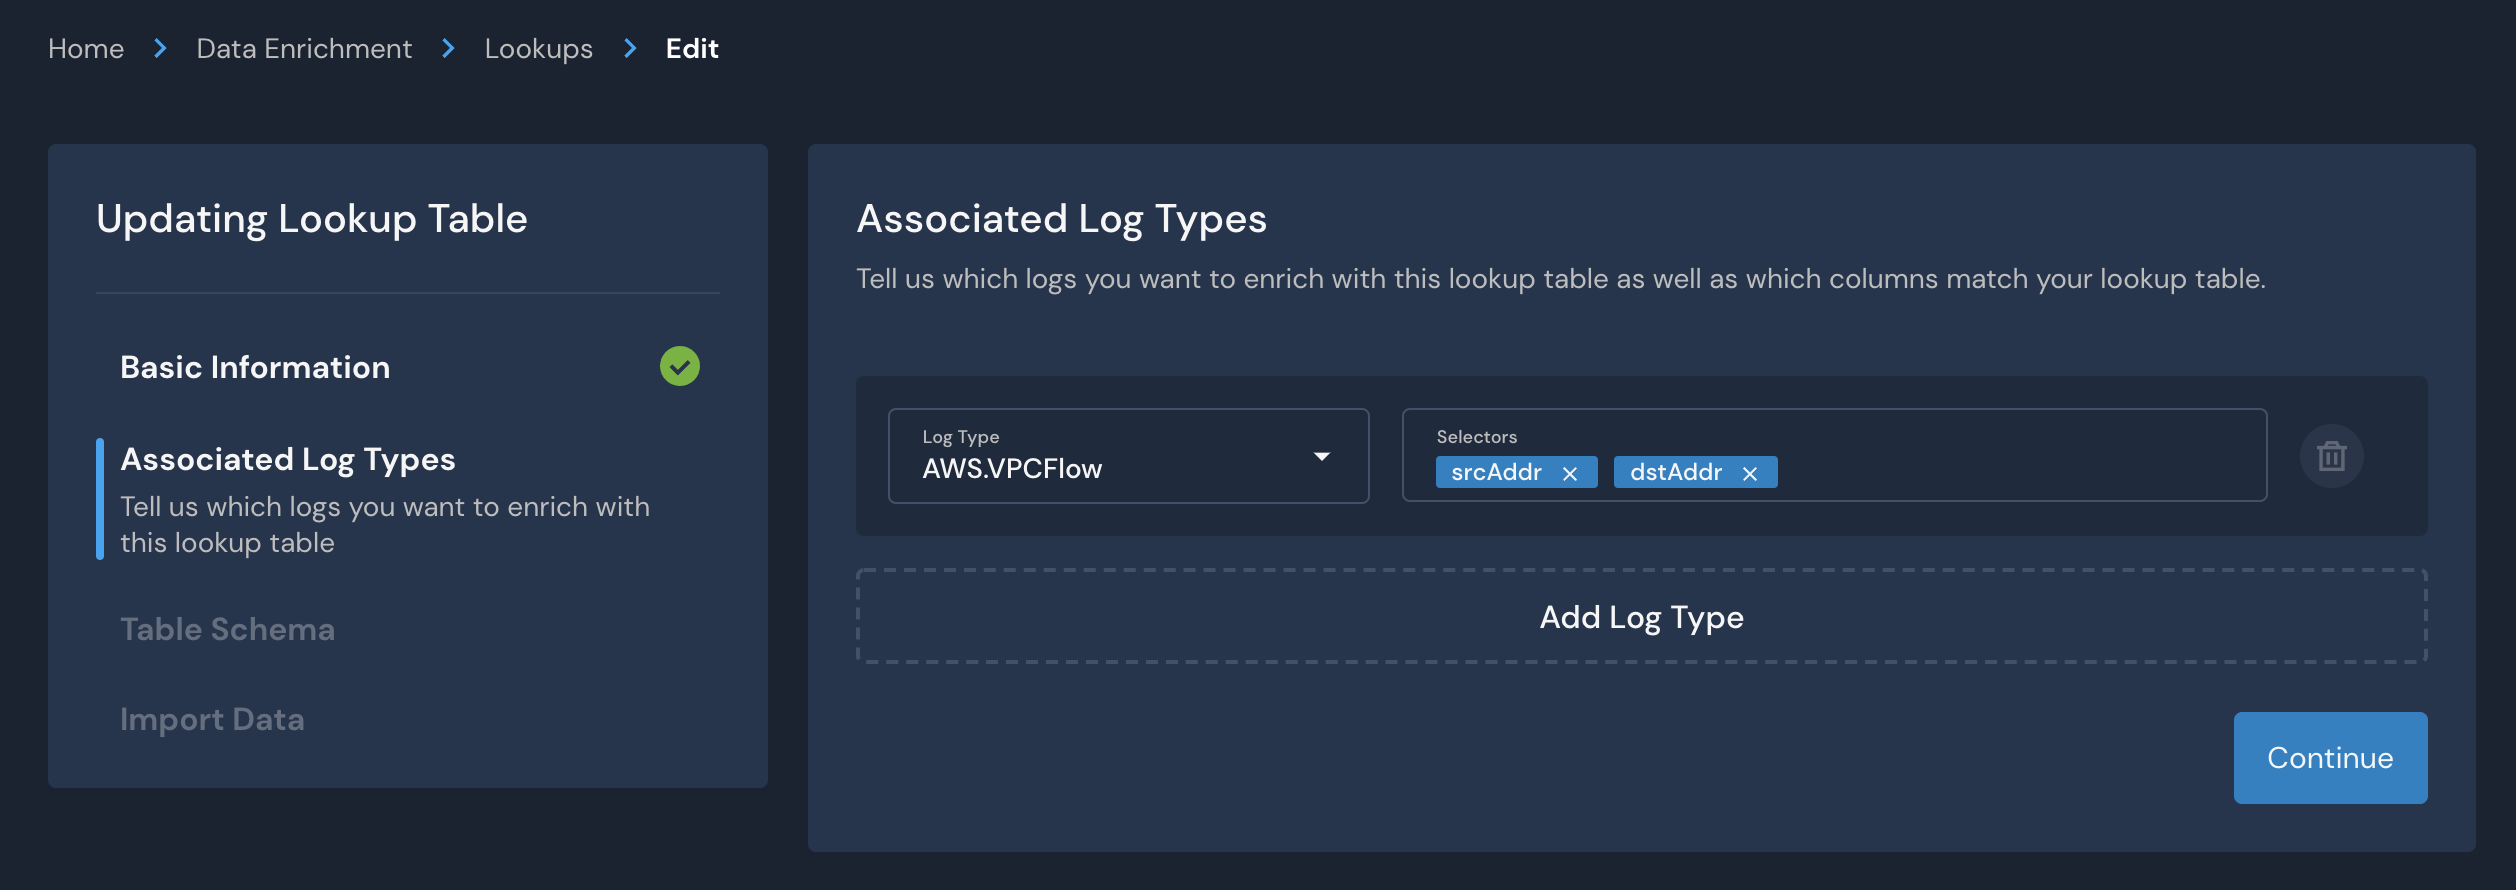 Home Data Enrichment Lookups Edit
Updating Lookup Table
Basic Information
Associated Log Types
Tell us which logs you want to enrich with
this lookup table
Table Schema
Import Data
Associated Log Types
Tell us which logs you want to enrich with this lookup table as well as which columns match your lookup table.
Log Type
AWS.VPCFlow
Selectors
srcAddr dstAddr
Add Log Type
Continue